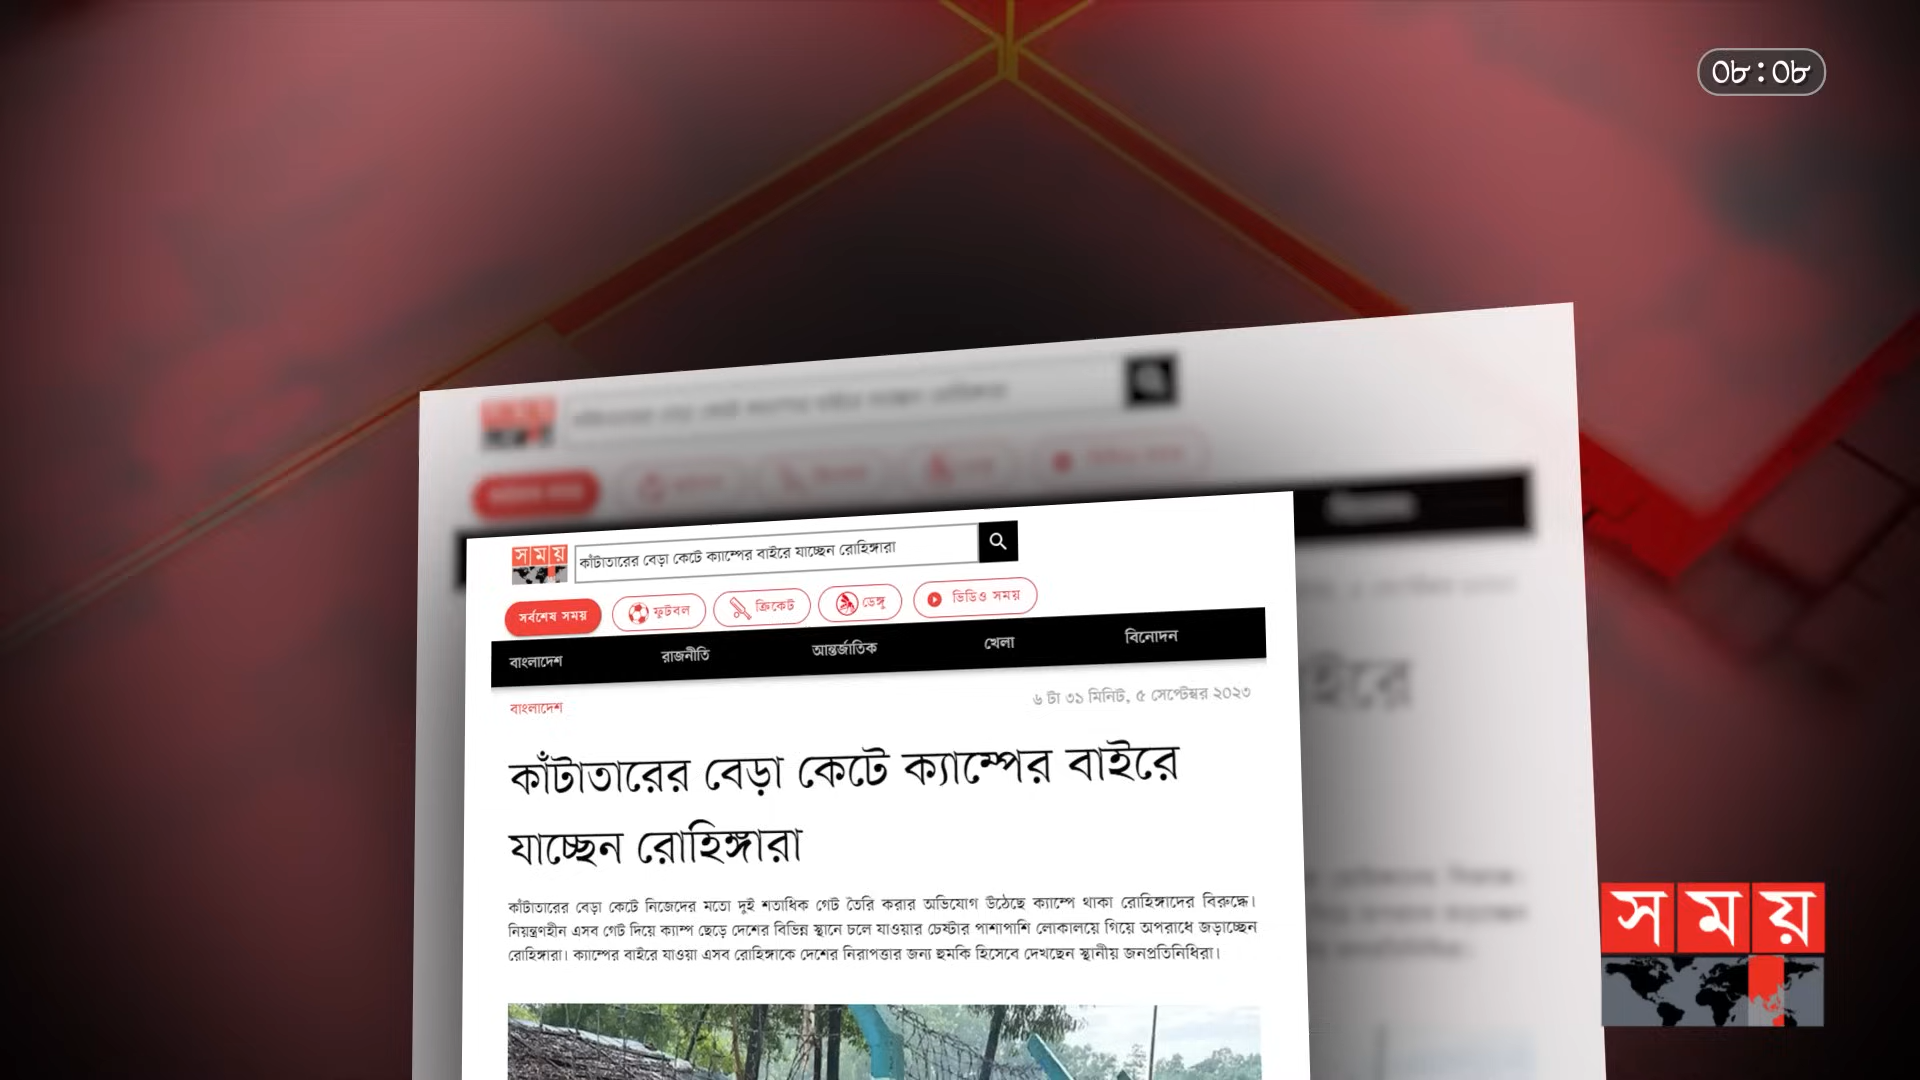 ০৮:০৮
সময়
কাঁটাতারের বেড়া কেটে ক্যাম্পের বাইরে যাচ্ছেন রোহিঙ্গারা
সর্বশেষ সময় ফুটবল ক্রিকেট ডেঙ্গু ভিডিও সময়
বাংলাদেশ রাজনীতি আন্তর্জাতিক খেলা বিনোদন
বাংলাদেশ ৬ টা ৩১ মিনিট, ৫ সেপ্টেম্বর ২০২৩
কাঁটাতারের বেড়া কেটে ক্যাম্পের বাইরে
যাচ্ছেন রোহিঙ্গারা
কাঁটাতারের বেড়া কেটে নিজেদের মতো দুই শতাধিক গেট তৈরি করার অভিযোগ উঠেছে ক্যাম্পে থাকা রোহিঙ্গাদের বিরুদ্ধে।
নিয়ন্ত্রণহীন এসব গেট দিয়ে ক্যাম্প ছেড়ে দেশের বিভিন্ন স্থানে চলে যাওয়ার চেষ্টার পাশাপাশি লোকালয়ে গিয়ে অপরাধে জড়াচ্ছেন
রোহিঙ্গারা। ক্যাম্পের বাইরে যাওয়া এসব রোহিঙ্গাকে দেশের নিরাপত্তার জন্য হুমকি হিসেবে দেখছেন স্থানীয় জনপ্রতিনিধিরা।
সময়